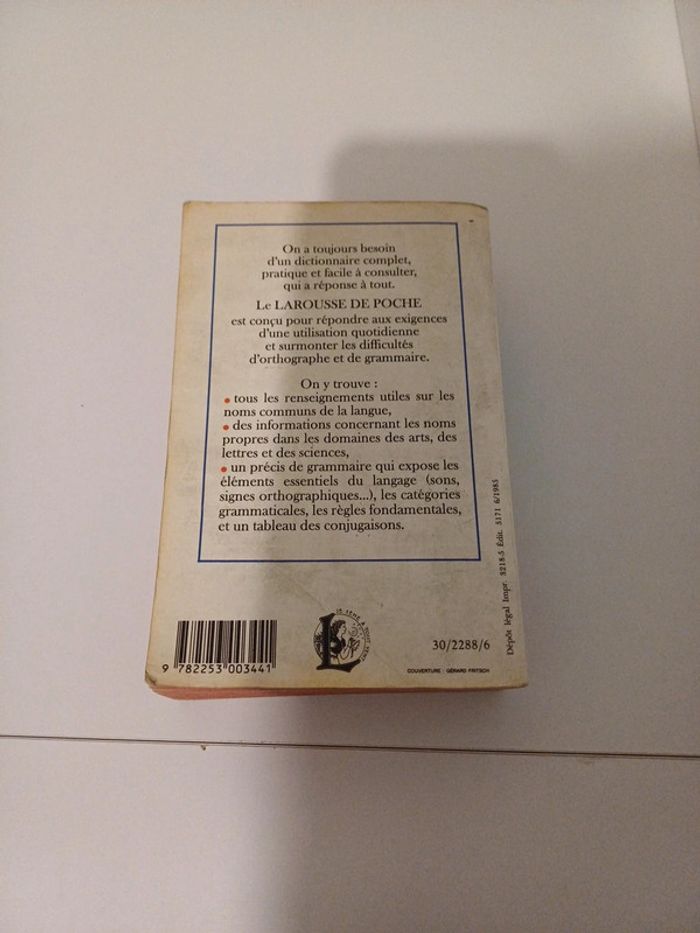 On a toujours besoin
d'un dictionnaire complet,
pratique et facile à consulter,
qui a réponse à tout.
Le LAROUSSE DE POCHE
est conçu pour répondre aux exigences
d'une utilisation quotidienne
et surmonter les difficultés
d'orthographe et de grammaire.
On y trouve :
• tous les renseignements utiles sur les
noms communs de la langue,
• des informations concernant les noms
propres dans les domaines des arts, des
lettres et des sciences,
• un précis de grammaire qui expose les
éléments essentiels du langage (sons,
signes orthographiques...), les catégories
grammaticales, les règles fondamentales,
et un tableau des conjugaisons.
Dépôt légal Impr. 3218-5 Édit. 5171 6/1985
9 782253 003441
JE SÈME À TOUT VENT
L
30/2288/6
COUVERTURE : GÉRARD FRITSCH